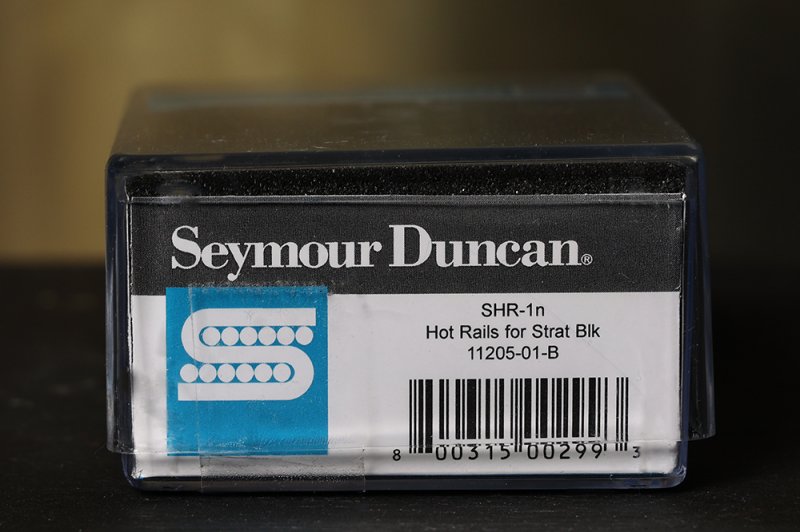 Seymour Duncan®
SHR-1n
Hot Rails for Strat Blk
11205-01-B
8 00315 00299 3